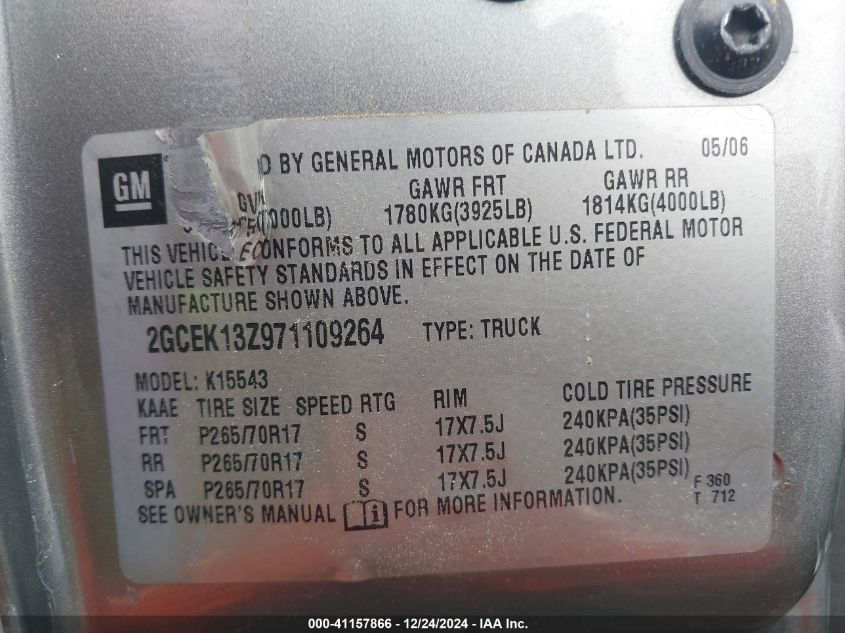 GM
D BY GENERAL MOTORS OF CANADA LTD. 05/06
GAWR FRT GAWR RR
000LB) 1780KG(3925LB) 1814KG(4000LB)
THIS VEHICLE CONFORMS TO ALL APPLICABLE U.S. FEDERAL MOTOR
VEHICLE SAFETY STANDARDS IN EFFECT ON THE DATE OF
MANUFACTURE SHOWN ABOVE.
2GCEK13Z971109264 TYPE: TRUCK
MODEL: K15543
KAAE TIRE SIZE SPEED RTG RIM COLD TIRE PRESSURE
FRT P265/70R17 S 17X7.5J 240KPA(35PSI)
RR P265/70R17 S 17X7.5J 240KPA(35PSI)
SPA P265/70R17 S 17X7.5J 240KPA(35PSI)
F 360
T 712
SEE OWNER'S MANUAL FOR MORE INFORMATION.
000-41157866 - 12/24/2024 - IAA Inc.